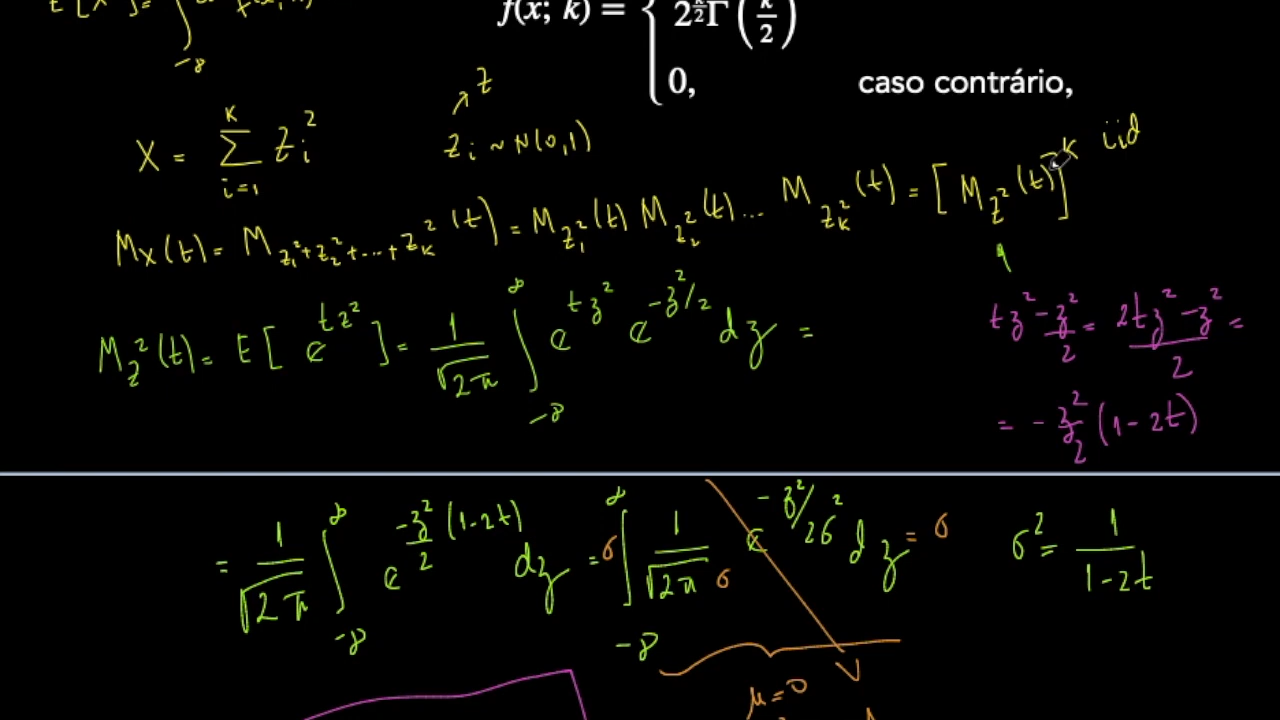 f(x; k) = { 2^{k/2} Γ(k/2)
0, caso contrário,
X = Σ_{i=1}^{K} Z_i^2
↗ Z
Z_i ~ N(0,1)
iid
M_X(t) = M_{Z_1^2+Z_2^2+...+Z_K^2}(t) = M_{Z_1^2}(t) M_{Z_2^2}(t) ... M_{Z_K^2}(t) = [M_{Z^2}(t)]^K
M_{Z^2}(t) = E[e^{tZ^2}] = 1/√(2π) ∫_{-∞}^{∞} e^{tz^2} e^{-z^2/2} dz =
tz^2 - z^2/2 = (2tz^2 - z^2)/2 =
= - z^2/2 (1-2t)
= 1/√(2π) ∫_{-∞}^{∞} e^{-z^2/2 (1-2t)} dz = σ ∫_{-∞}^{∞} 1/(√(2π) σ) e^{-z^2/2σ^2} dz = σ
σ^2 = 1/(1-2t)
μ=0